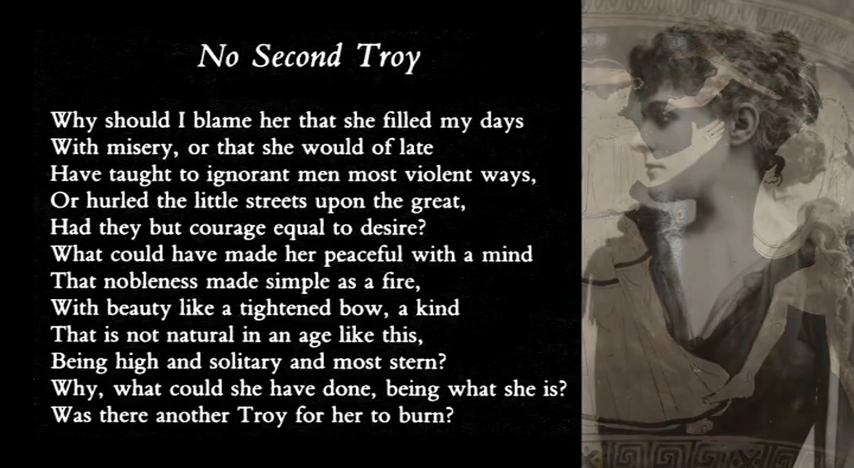 No Second Troy
Why should I blame her that she filled my days
With misery, or that she would of late
Have taught to ignorant men most violent ways,
Or hurled the little streets upon the great,
Had they but courage equal to desire?
What could have made her peaceful with a mind
That nobleness made simple as a fire,
With beauty like a tightened bow, a kind
That is not natural in an age like this,
Being high and solitary and most stern?
Why, what could she have done, being what she is?
Was there another Troy for her to burn?